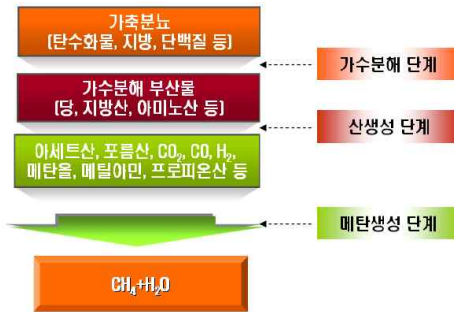 가축분뇨
(탄수화물, 지방, 단백질 등)
가수분해 단계
가수분해 부산물
(당, 지방산, 아미노산 등)
산생성 단계
아세트산, 포름산, CO₂, CO, H₂,
메탄올, 메틸아민, 프로피온산 등
메탄생성 단계
CH₄+H₂O